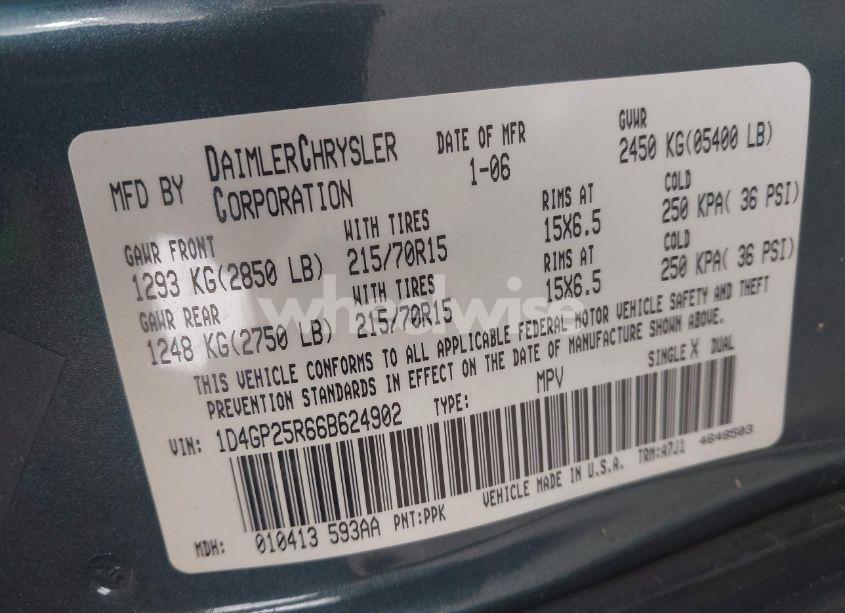 MFD BY DAIMLERCHRYSLER CORPORATION
DATE OF MFR 1-06
GVWR 2450 KG(05400 LB)
GAWR FRONT WITH TIRES RIMS AT COLD
1293 KG(2850 LB) 215/70R15 15X6.5 250 KPA( 36 PSI)
GAWR REAR WITH TIRES RIMS AT COLD
1248 KG(2750 LB) 215/70R15 15X6.5 250 KPA( 36 PSI)
wheelwise
THIS VEHICLE CONFORMS TO ALL APPLICABLE FEDERAL MOTOR VEHICLE SAFETY AND THEFT
PREVENTION STANDARDS IN EFFECT ON THE DATE OF MANUFACTURE SHOWN ABOVE.
VIN: 1D4GP25R66B624902 TYPE: MPV SINGLE X DUAL
MDH: 010413 593AA PNT:PPK VEHICLE MADE IN U.S.A. TRM:A7J1 4648503